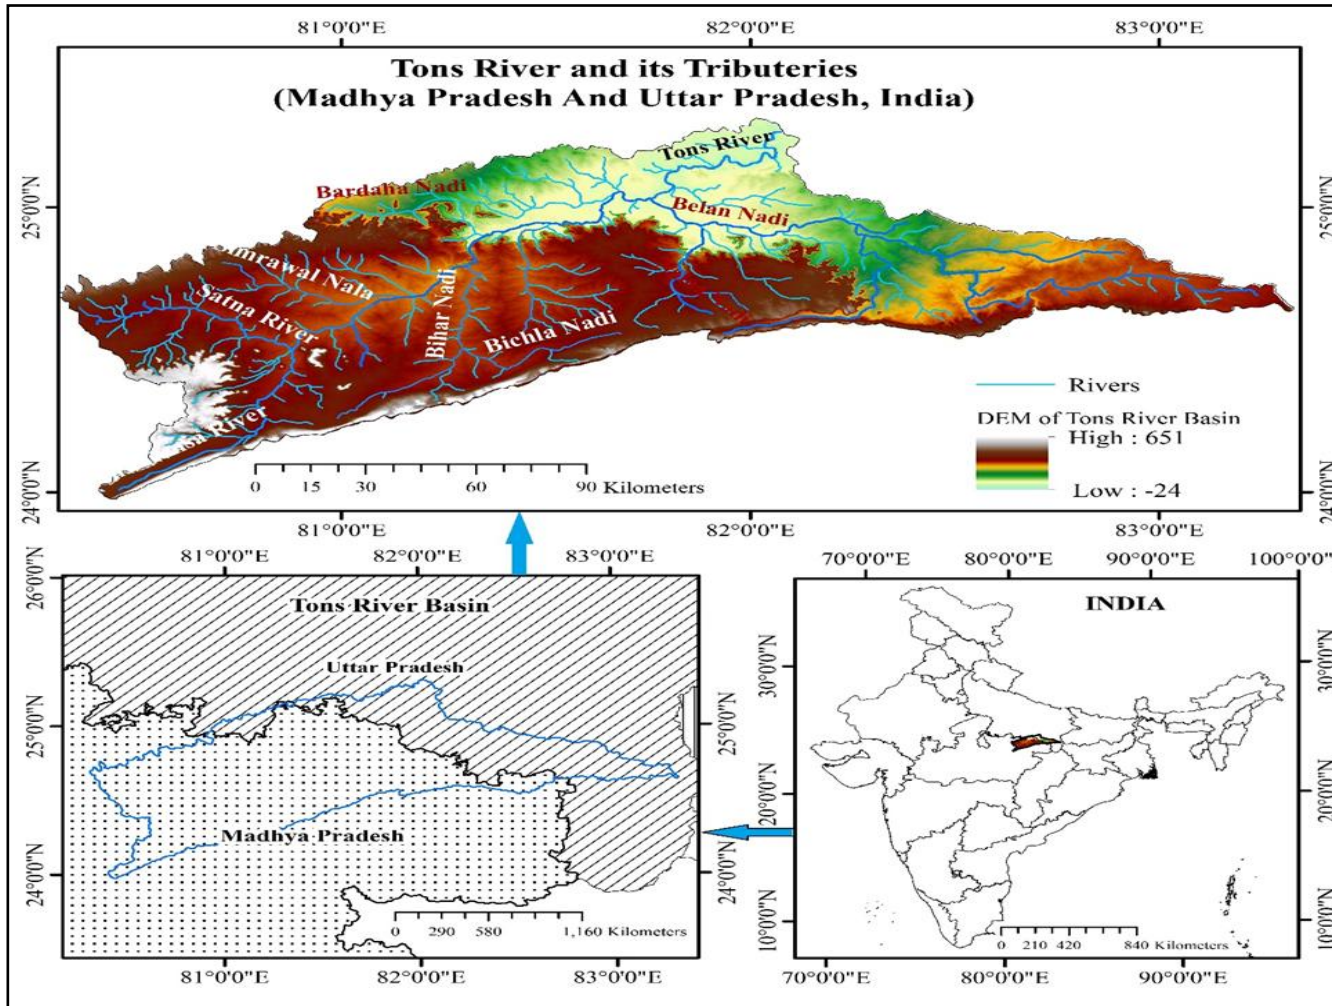 81°0'0"E 82°0'0"E 83°0'0"E
Tons River and its Tributeries
(Madhya Pradesh And Uttar Pradesh, India)
Tons River
Bardaha Nadi
25°0'0"N
Belan Nadi
25°0'0"N
mrawal Nala
Satna River
Bihar Nadi
Bichla Nadi
Rivers
DEM of Tons River Basin
High : 651
Low : -24
River
0 15 30 60 90 Kilometers
24°0'0"N
24°0'0"N
81°0'0"E 82°0'0"E 83°0'0"E
81°0'0"E 82°0'0"E 83°0'0"E
26°0'0"N
Tons River Basin
Uttar Pradesh
25°0'0"N
25°0'0"N
Madhya Pradesh
24°0'0"N
24°0'0"N
0 290 580 1,160 Kilometers
81°0'0"E 82°0'0"E 83°0'0"E
70°0'0"E 80°0'0"E 90°0'0"E 100°0'0"E
INDIA
30°0'0"N
30°0'0"N
20°0'0"N
20°0'0"N
10°0'0"N
10°0'0"N
0 210 420 840 Kilometers
70°0'0"E 80°0'0"E 90°0'0"E